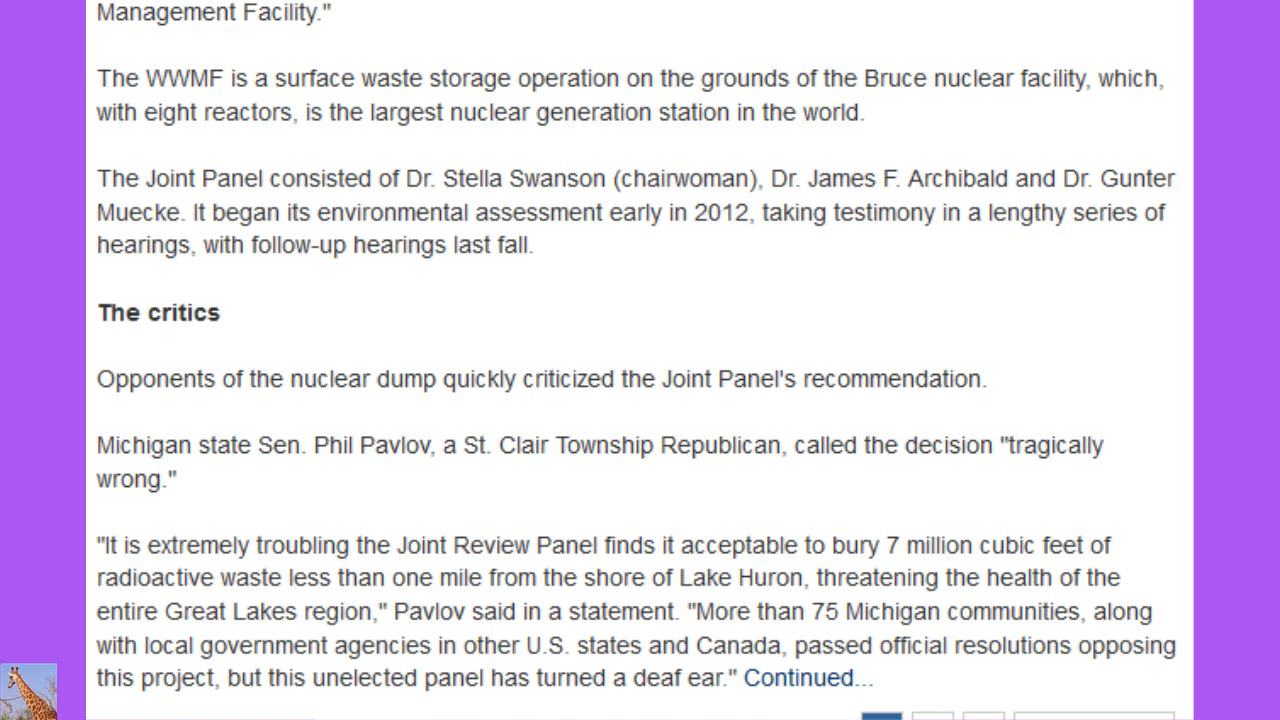 Management Facility."
The WWMF is a surface waste storage operation on the grounds of the Bruce nuclear facility, which,
with eight reactors, is the largest nuclear generation station in the world.
The Joint Panel consisted of Dr. Stella Swanson (chairwoman), Dr. James F. Archibald and Dr. Gunter
Muecke. It began its environmental assessment early in 2012, taking testimony in a lengthy series of
hearings, with follow-up hearings last fall.
The critics
Opponents of the nuclear dump quickly criticized the Joint Panel's recommendation.
Michigan state Sen. Phil Pavlov, a St. Clair Township Republican, called the decision "tragically
wrong."
"It is extremely troubling the Joint Review Panel finds it acceptable to bury 7 million cubic feet of
radioactive waste less than one mile from the shore of Lake Huron, threatening the health of the
entire Great Lakes region," Pavlov said in a statement. "More than 75 Michigan communities, along
with local government agencies in other U.S. states and Canada, passed official resolutions opposing
this project, but this unelected panel has turned a deaf ear." Continued...